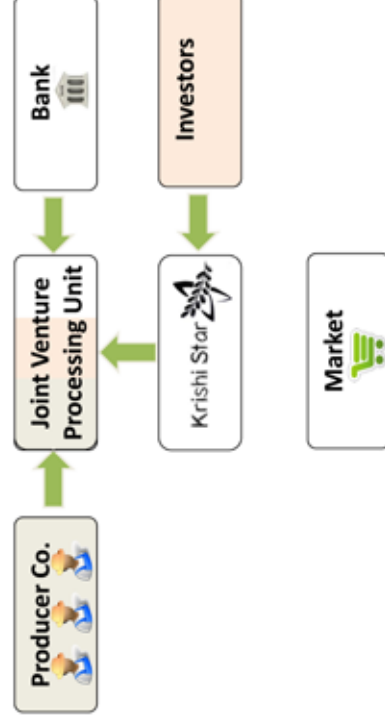 Producer Co.
Joint Venture
Processing Unit
Bank
Krishi Star
Investors
Market